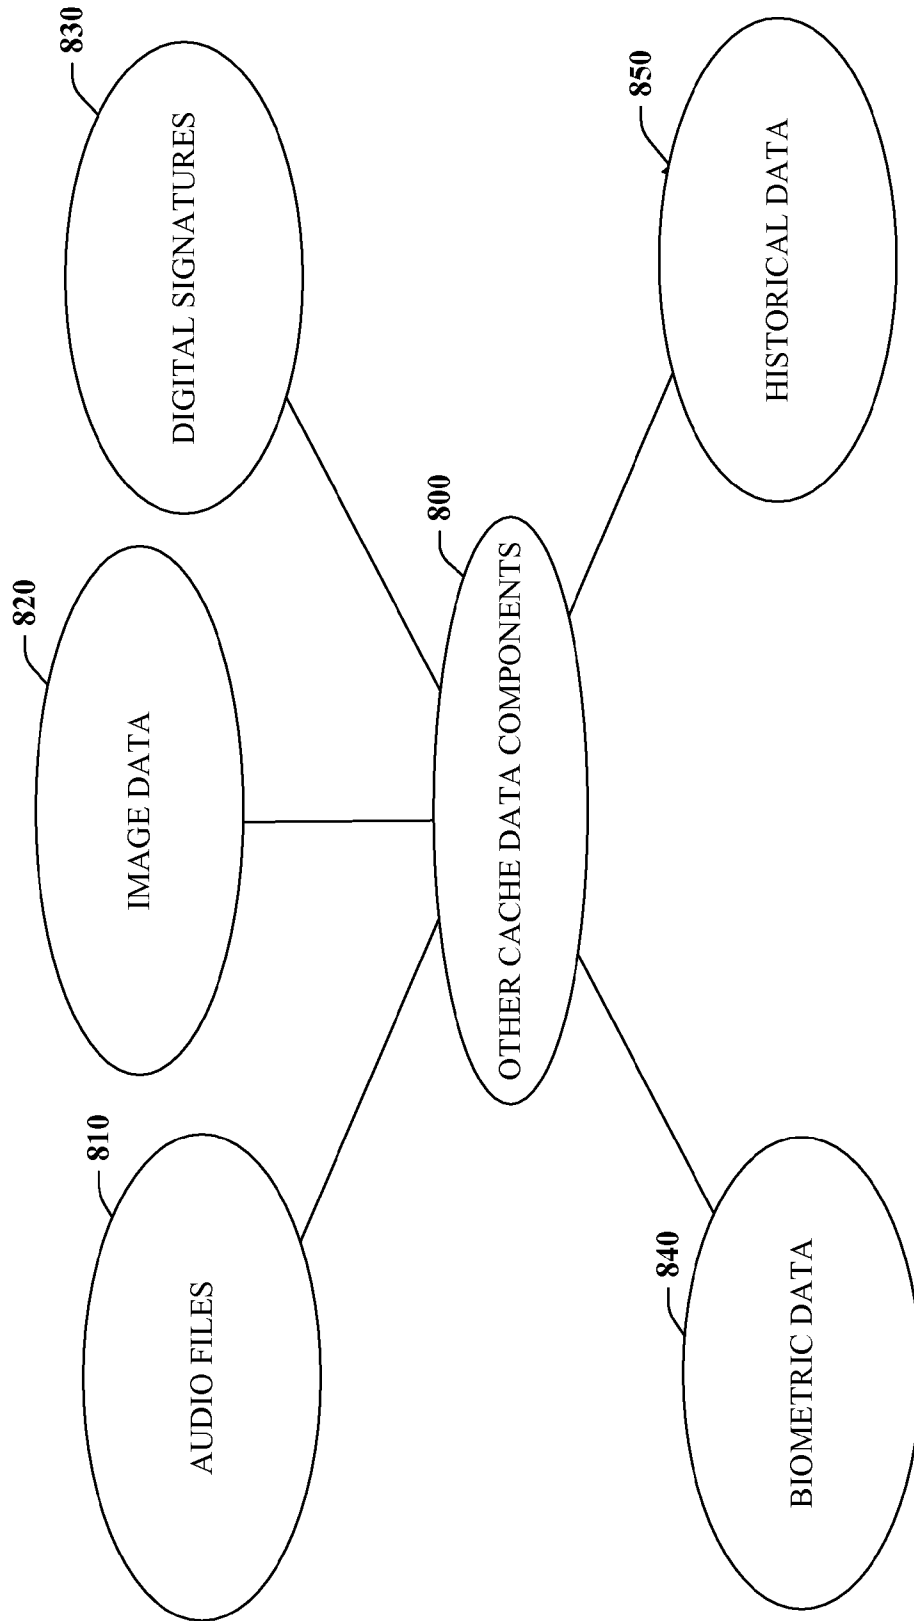 810
AUDIO FILES
820
IMAGE DATA
830
DIGITAL SIGNATURES
800
OTHER CACHE DATA COMPONENTS
840
BIOMETRIC DATA
850
HISTORICAL DATA